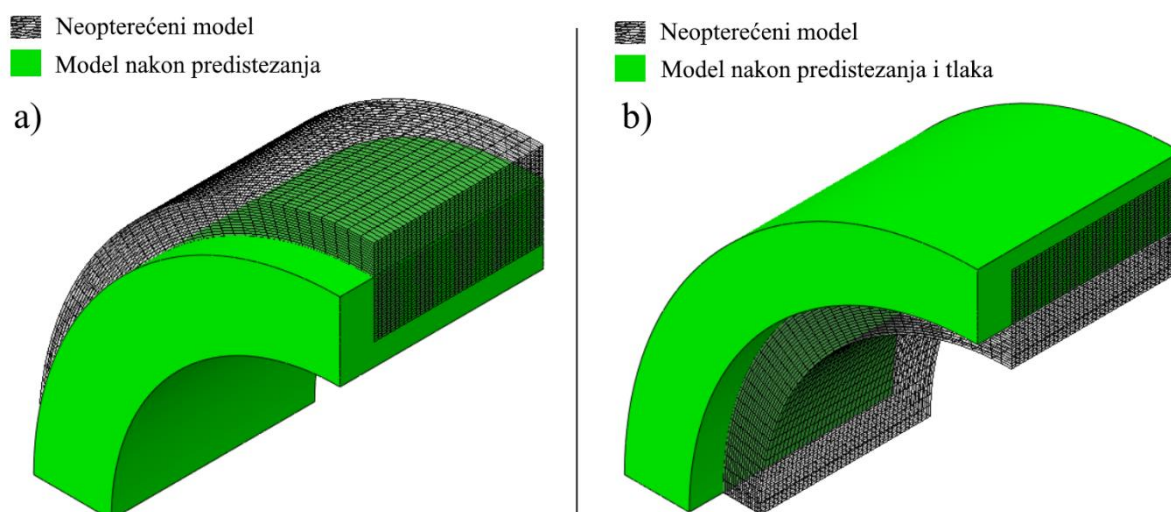 Neopterećeni model
Model nakon predistezanja
a)
Neopterećeni model
Model nakon predistezanja i tlaka
b)